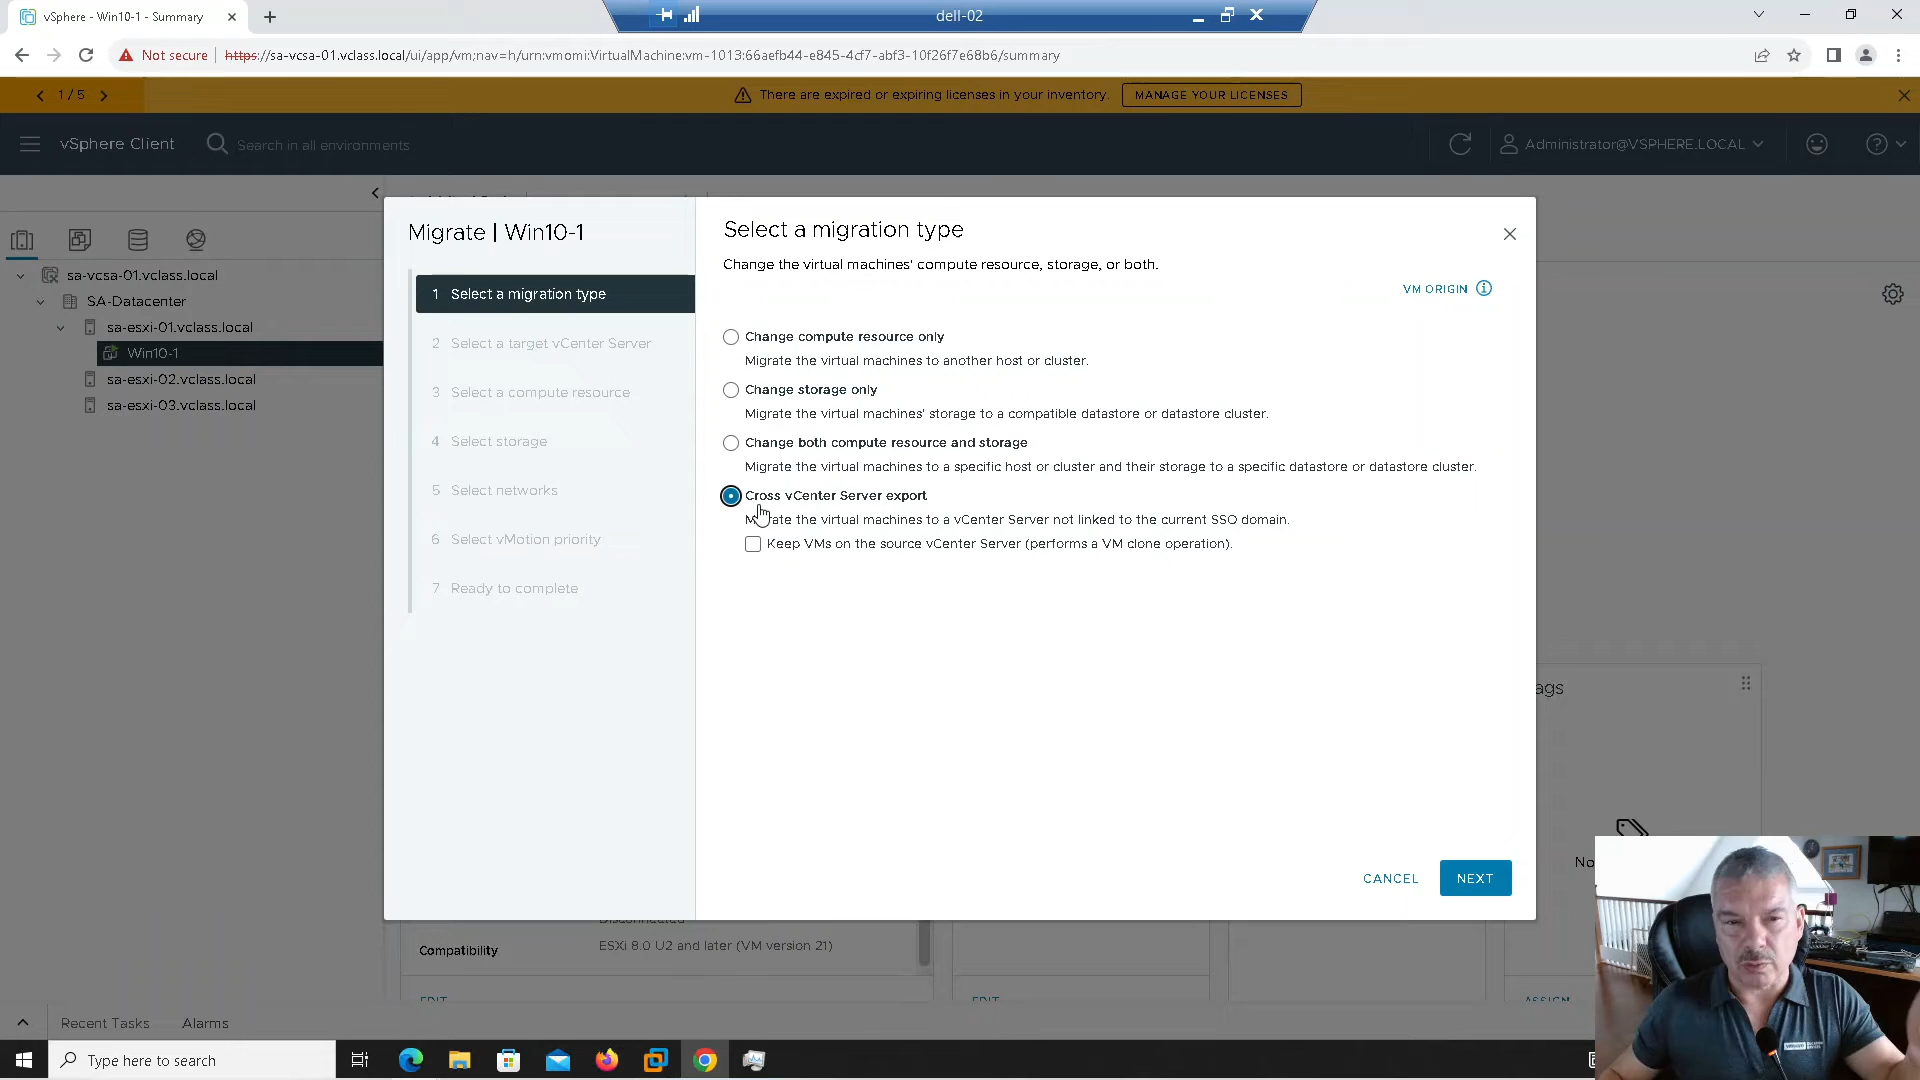 vSphere - Win10-1 - Summary
dell-02
Not secure
https://sa-vcsa-01.vclass.local/ui/app/vm;nav=h/urn:vmomi:VirtualMachine:vm-1013:66aefb44-e845-4cf7-abf3-10f26f7e68b6/summary
1 / 5
There are expired or expiring licenses in your inventory.
MANAGE YOUR LICENSES
vSphere Client
Search in all environments
Administrator@VSPHERE.LOCAL
sa-vcsa-01.vclass.local
SA-Datacenter
sa-esxi-01.vclass.local
Win10-1
sa-esxi-02.vclass.local
sa-esxi-03.vclass.local
Migrate | Win10-1
1 Select a migration type
2 Select a target vCenter Server
3 Select a compute resource
4 Select storage
5 Select networks
6 Select vMotion priority
7 Ready to complete
Select a migration type
Change the virtual machines' compute resource, storage, or both.
VM ORIGIN
Change compute resource only
Migrate the virtual machines to another host or cluster.
Change storage only
Migrate the virtual machines' storage to a compatible datastore or datastore cluster.
Change both compute resource and storage
Migrate the virtual machines to a specific host or cluster and their storage to a specific datastore or datastore cluster.
Cross vCenter Server export
Migrate the virtual machines to a vCenter Server not linked to the current SSO domain.
Keep VMs on the source vCenter Server (performs a VM clone operation).
CANCEL
NEXT
ags
No
Disconnected
Compatibility
ESXi 8.0 U2 and later (VM version 21)
EDIT
EDIT
ASSIGN
Recent Tasks
Alarms
Type here to search